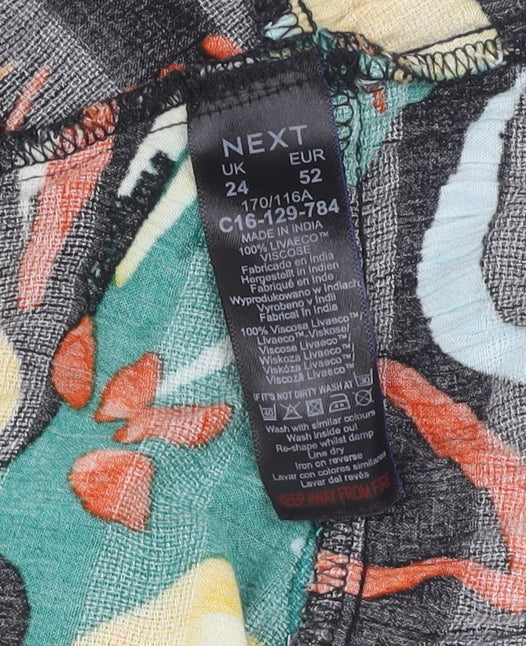 NEXT
UK EUR
24 52
170/116A
C16-129-784
MADE IN INDIA
100% LIVAECO™
VISCOSE
Fabricado en India
Hergestellt in Indien
Fabriqué en Inde
Wyprodukowano w Indiach
Vyrobeno v Indii
Fabricat în India
100% Viscosa Livaeco™/
Livaeco™-Viskose/
Viscose Livaeco™/
Wiskoza Livaeco™/
Viskóza Livaeco™/
Viscoză Livaeco™
IF IT'S NOT DIRTY WASH AT 30
40
Wash with similar colours
Wash inside out
Re-shape whilst damp
Line dry
Iron on reverse
Lavar con colores similares
Lavar del revés
KEEP AWAY FROM FIRE